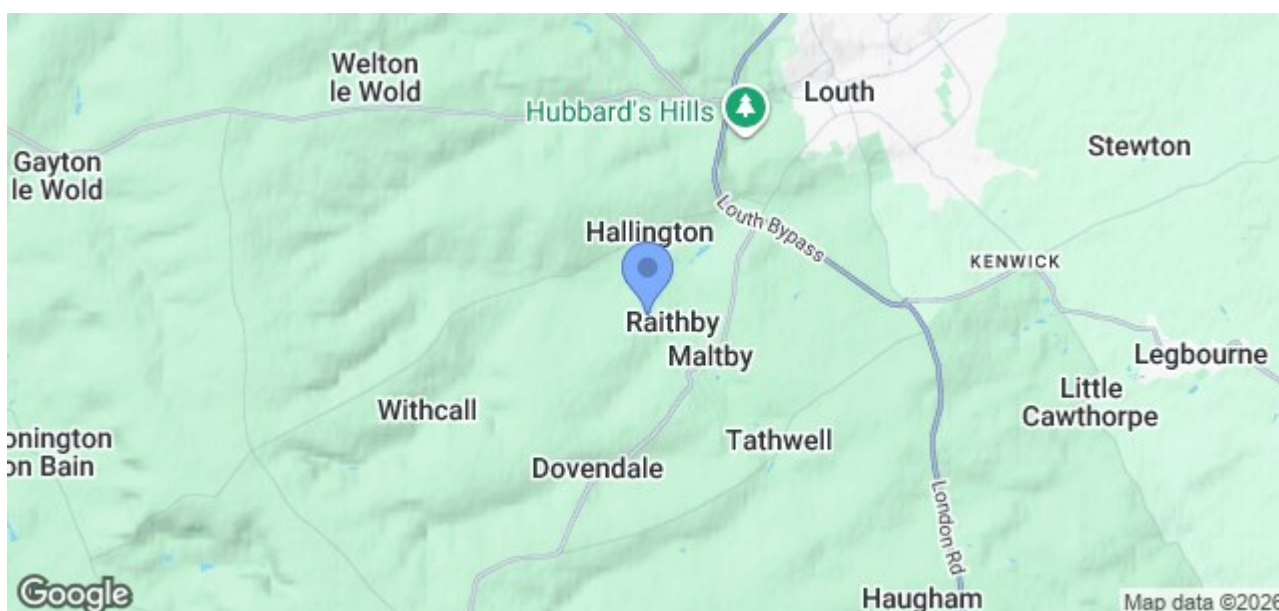 Welton
le Wold
Louth
Hubbard's Hills
Stewton
Gayton
le Wold
Louth Bypass
Hallington
KENWICK
Raithby
Maltby
Legbourne
Little
Cawthorpe
Withcall
onington
on Bain
Tathwell
Dovendale
London Rd
Haugham
Google
Map data ©2026